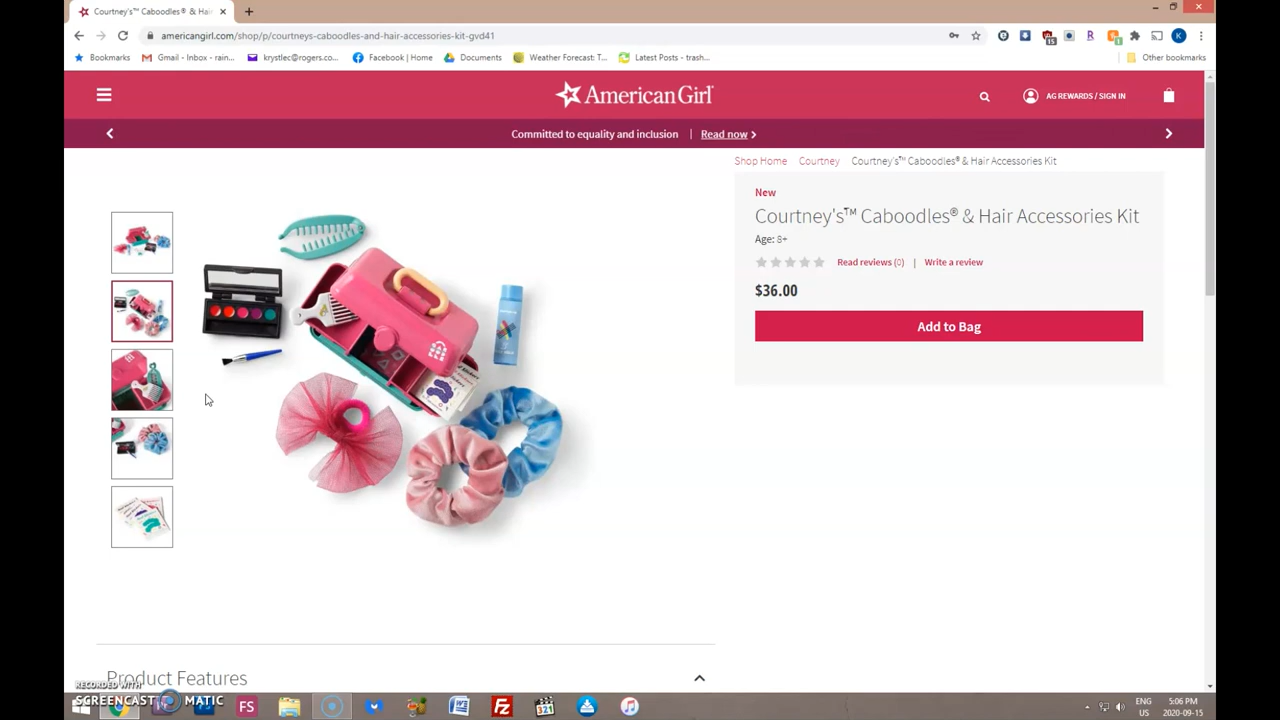 Courtney's™ Caboodles® & Hai
americangirl.com/shop/p/courtneys-caboodles-and-hair-accessories-kit-gvd41
Bookmarks
Gmail - Inbox - rain...
krystlec@rogers.co...
Facebook | Home
Documents
Weather Forecast: T...
Latest Posts - trash...
Other bookmarks
American Girl
AG REWARDS / SIGN IN
Committed to equality and inclusion | Read now >
Shop Home Courtney Courtney's™ Caboodles® & Hair Accessories Kit
New
Courtney's™ Caboodles® & Hair Accessories Kit
Age: 8+
Read reviews (0) | Write a review
$36.00
Add to Bag
Product Features
RECORDED WITH
SCREENCAST MATIC
FS
321
ENG
US
5:06 PM
2020-09-15